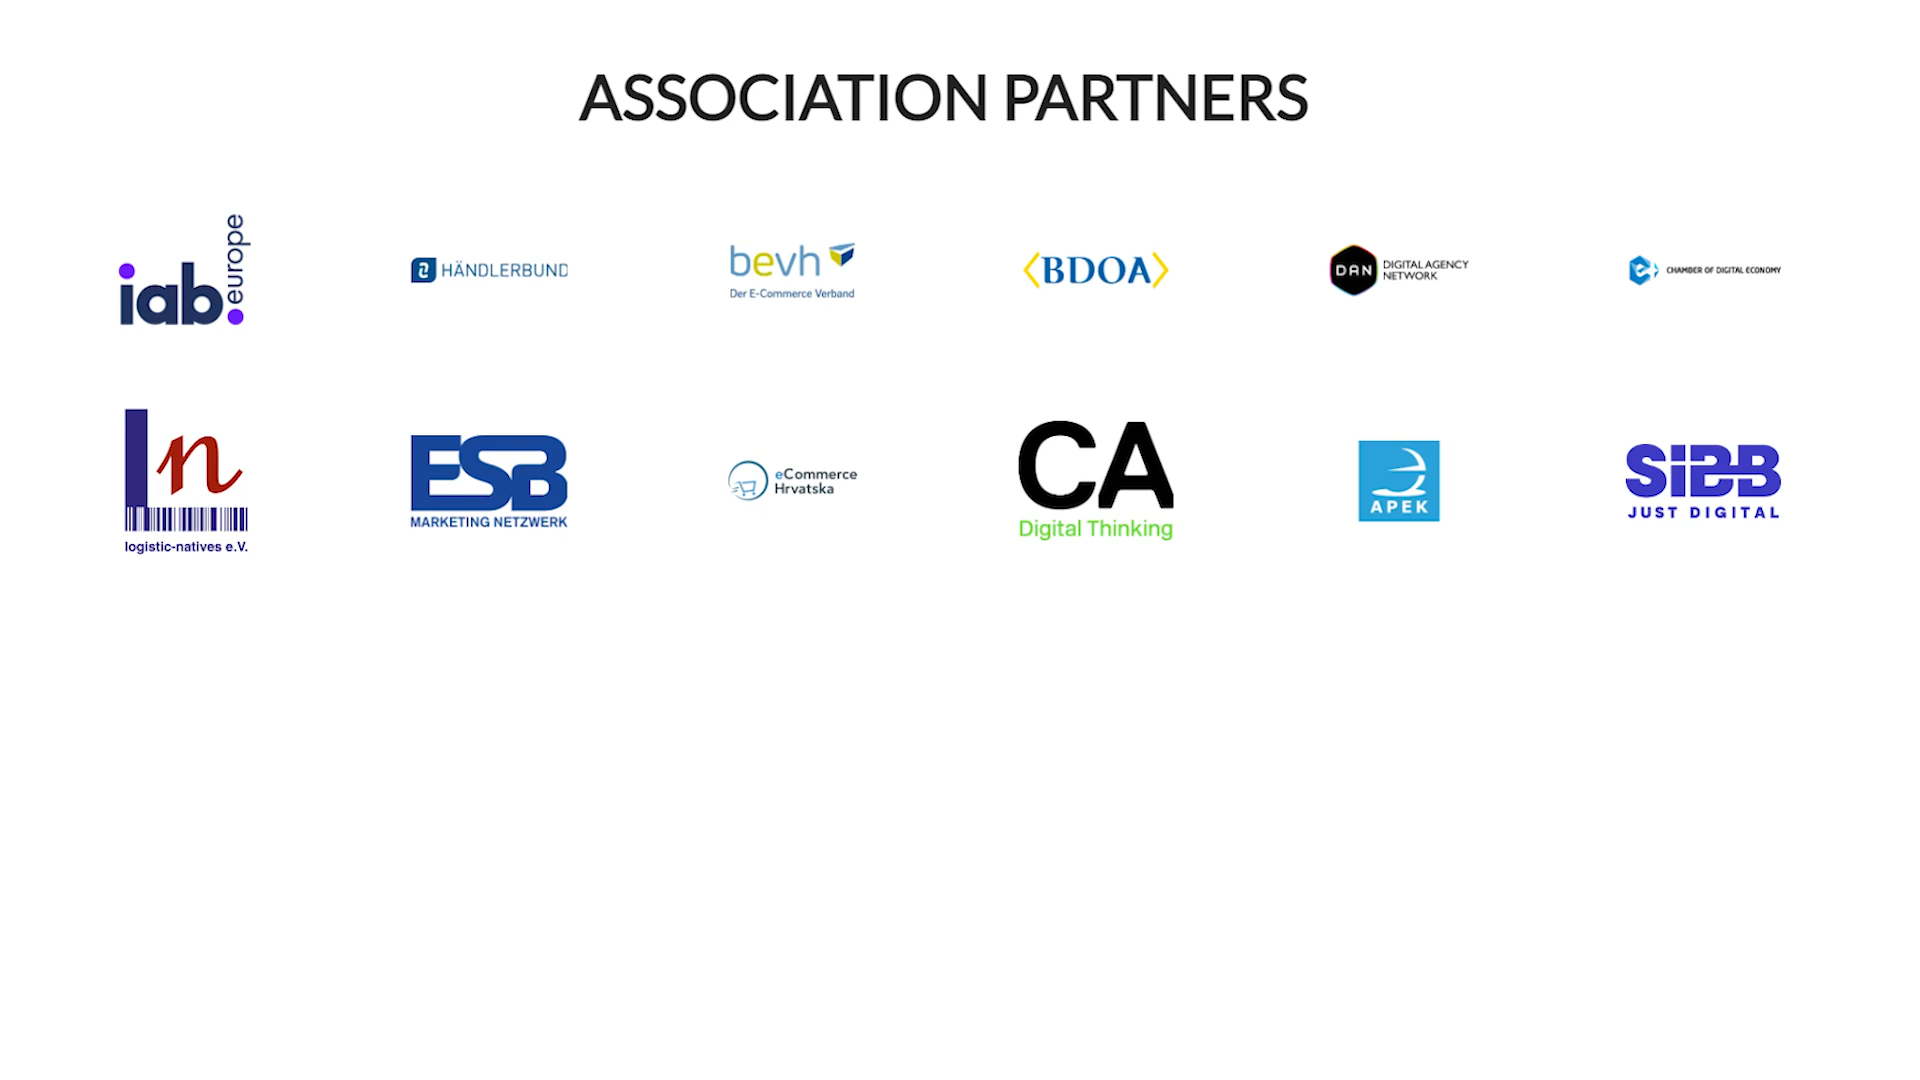 ASSOCIATION PARTNERS
iab europe
HÄNDLERBUND
bevh
Der E-Commerce Verband
BDOA
DAN DIGITAL AGENCY
NETWORK
e CHAMBER OF DIGITAL ECONOMY
ln
logistic-natives e.V.
ESB
MARKETING NETZWERK
eCommerce
Hrvatska
CA
Digital Thinking
APEK
SiBB
JUST DIGITAL